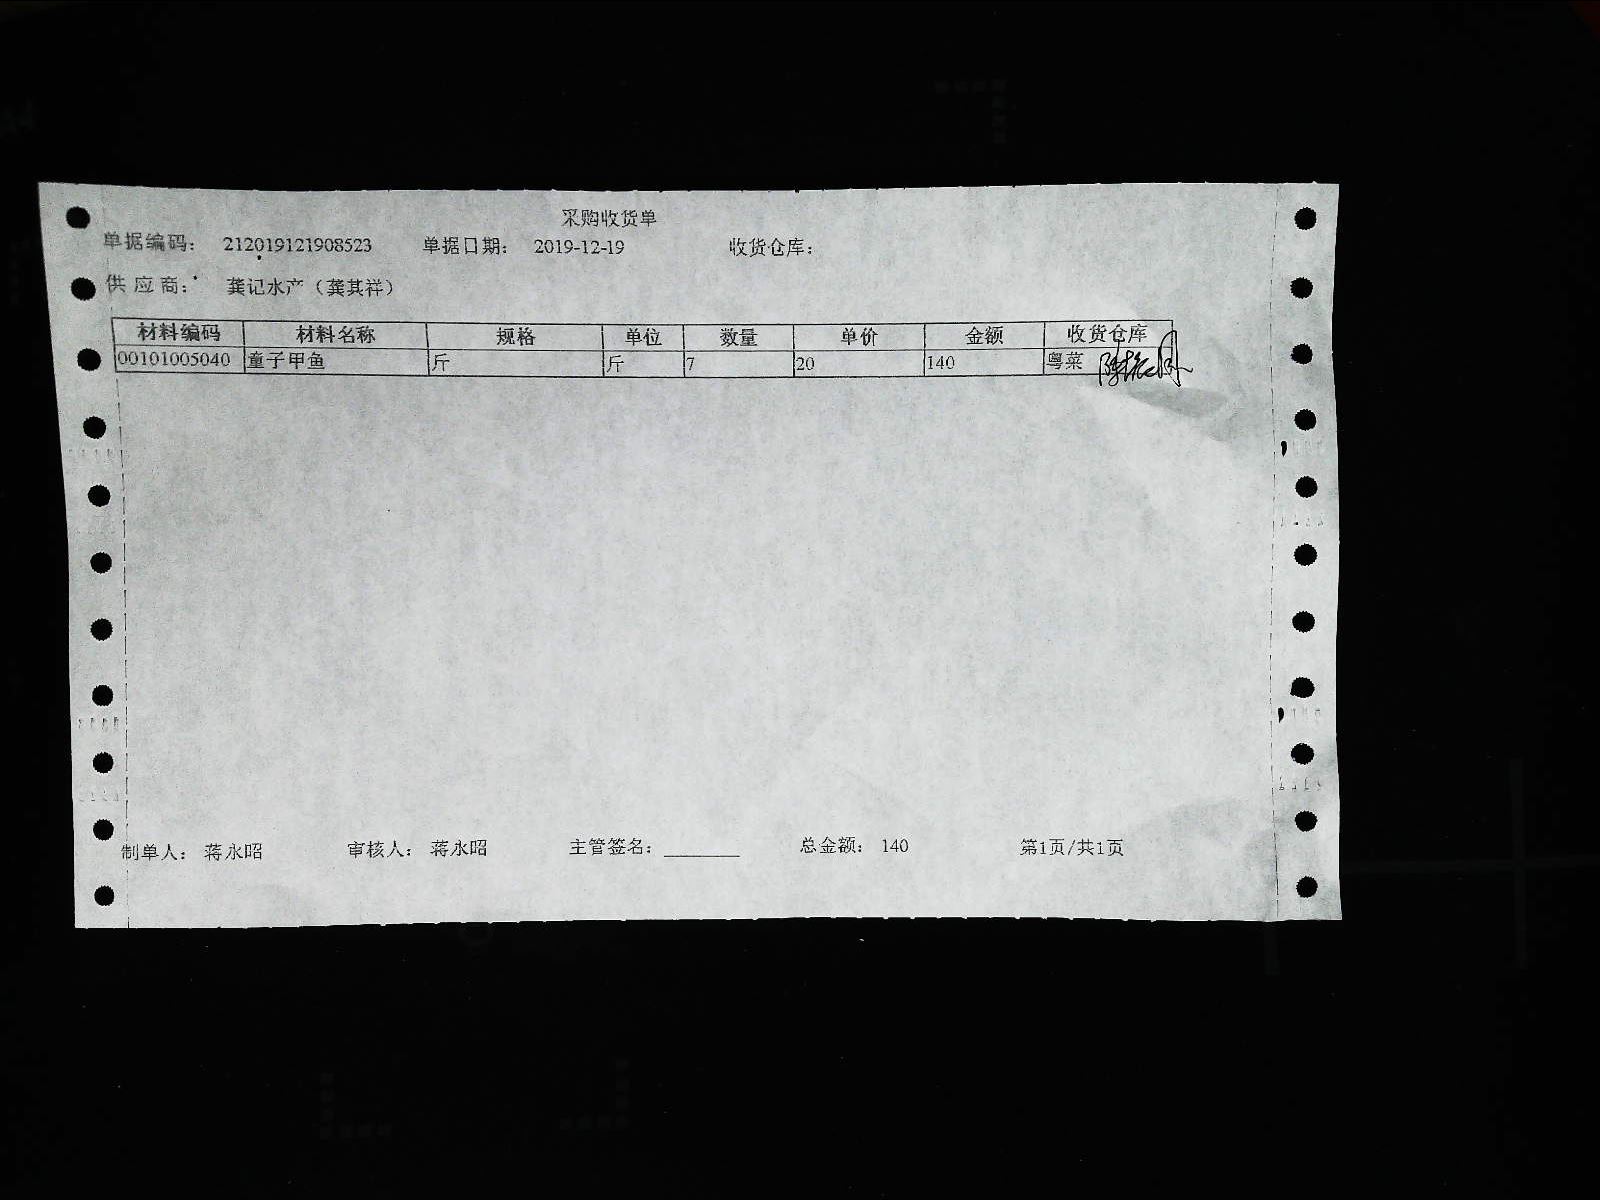 采购收货单
单据编码： 212019121908523 单据日期： 2019-12-19 收货仓库：
供应商： 龚记水产（龚其祥）
材料编码 材料名称 规格 单位 数量 单价 金额 收货仓库
00101005040 童子甲鱼 斤 斤 7 20 140 粤菜
制单人： 蒋永昭 审核人： 蒋永昭 主管签名：________ 总金额： 140 第1页/共1页